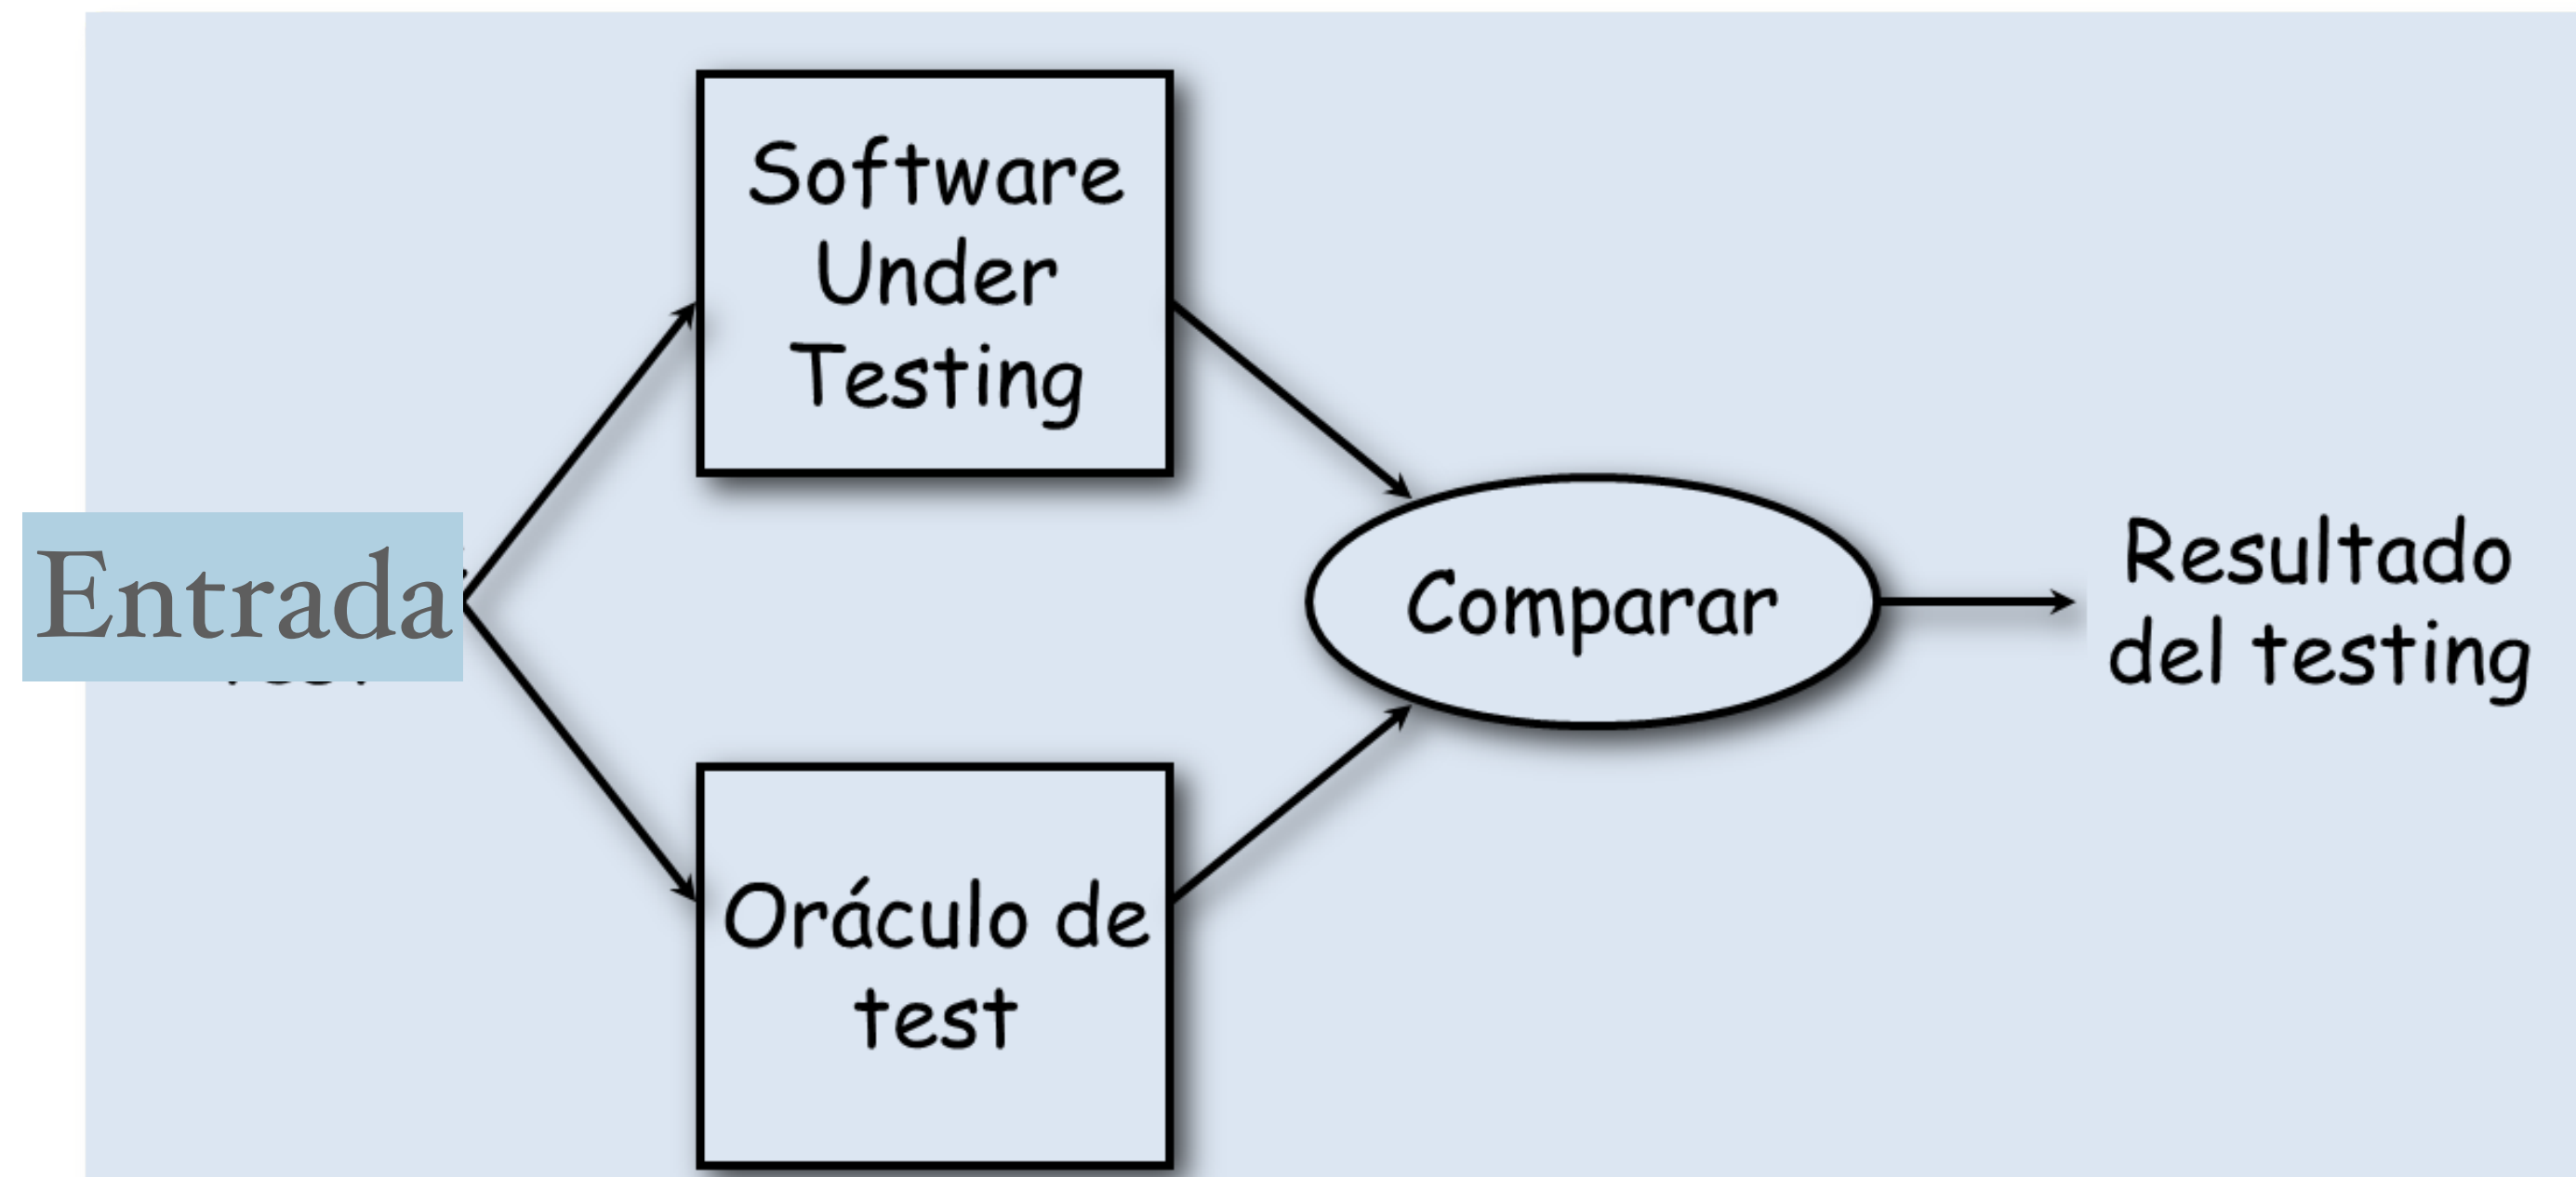 Software
Under
Testing
Entrada
Comparar
Resultado
del testing
Oráculo de
test